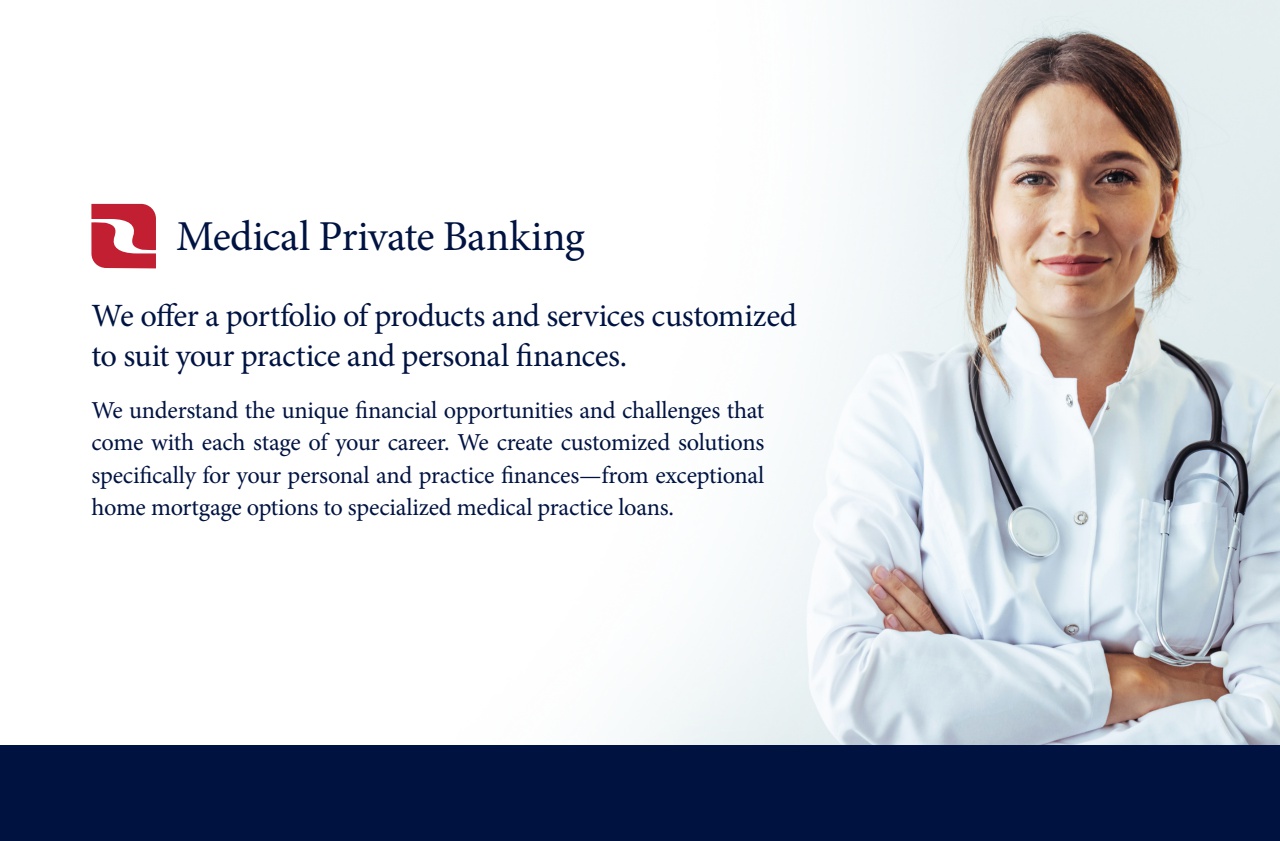 Medical Private Banking
We offer a portfolio of products and services customized
to suit your practice and personal finances.
We understand the unique financial opportunities and challenges that
come with each stage of your career. We create customized solutions
specifically for your personal and practice finances—from exceptional
home mortgage options to specialized medical practice loans.